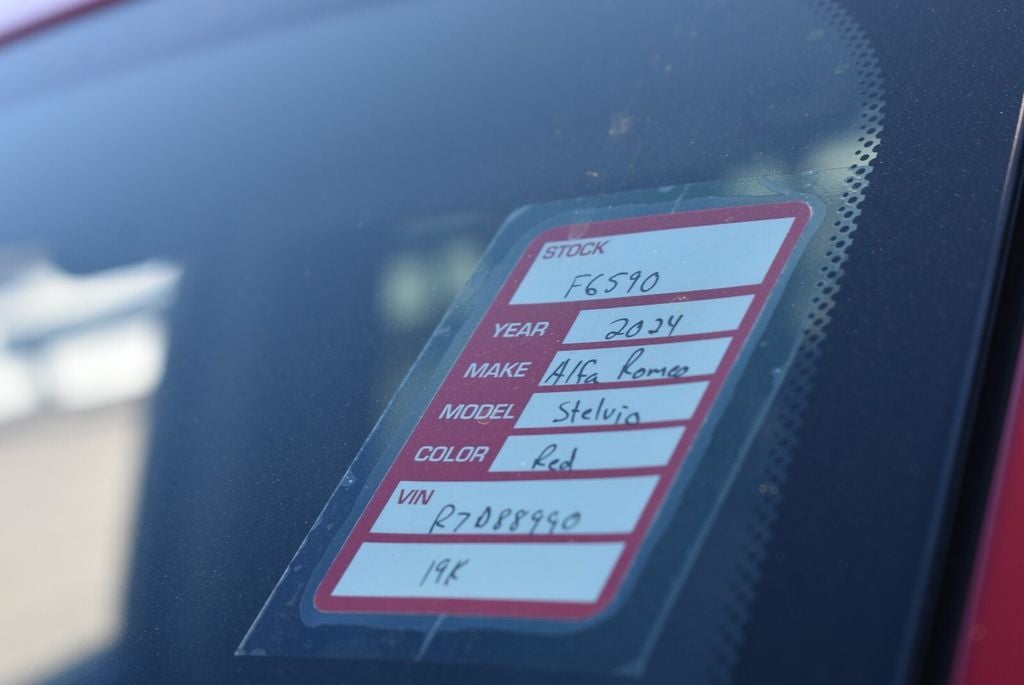 STOCK
F6590
YEAR 2024
MAKE Alfa Romeo
MODEL Stelvio
COLOR Red
VIN
R7D88990
19K